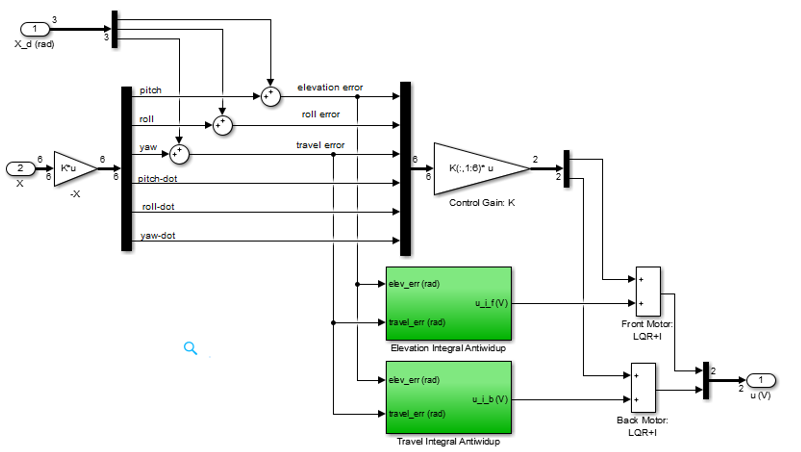 3
1
X_d (rad)
3
pitch
elevation error
roll
roll error
yaw
travel error
6
6
6
2
6
K*u
6
X
-X
pitch-dot
roll-dot
yaw-dot
6
6
K(:,1:6)* u
2
2
Control Gain: K
elev_err (rad)
u_i_f (V)
travel_err (rad)
Elevation Integral Antiwidup
Front Motor:
LQR+I
elev_err (rad)
u_i_b (V)
travel_err (rad)
Travel Integral Antiwidup
Back Motor:
LQR+I
2
2
1
u (V)